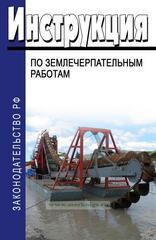 Инструкция
ПО ЗЕМЛЕЧЕРПАТЕЛЬНЫМ
РАБОТАМ
ЗАКОНОДАТЕЛЬСТВО РФ